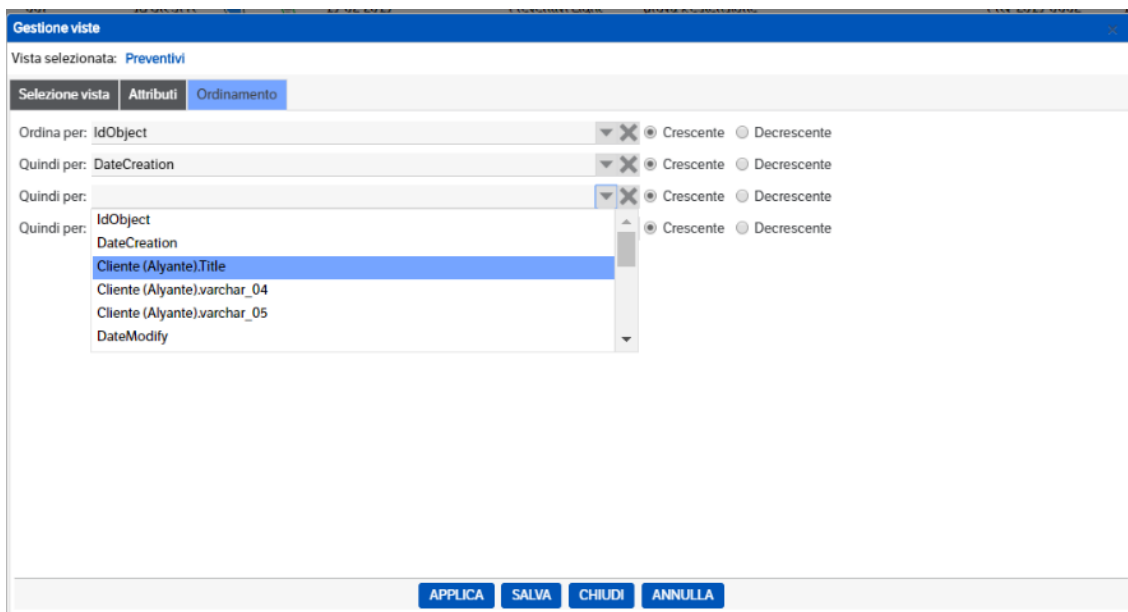 Gestione viste
Vista selezionata: Preventivi
Selezione vista Attributi Ordinamento
Ordina per: IdObject Crescente Decrescente
Quindi per: DateCreation Crescente Decrescente
Quindi per: Crescente Decrescente
Quindi per: Crescente Decrescente
IdObject
DateCreation
Cliente (Alyante).Title
Cliente (Alyante).varchar_04
Cliente (Alyante).varchar_05
DateModify
APPLICA SALVA CHIUDI ANNULLA